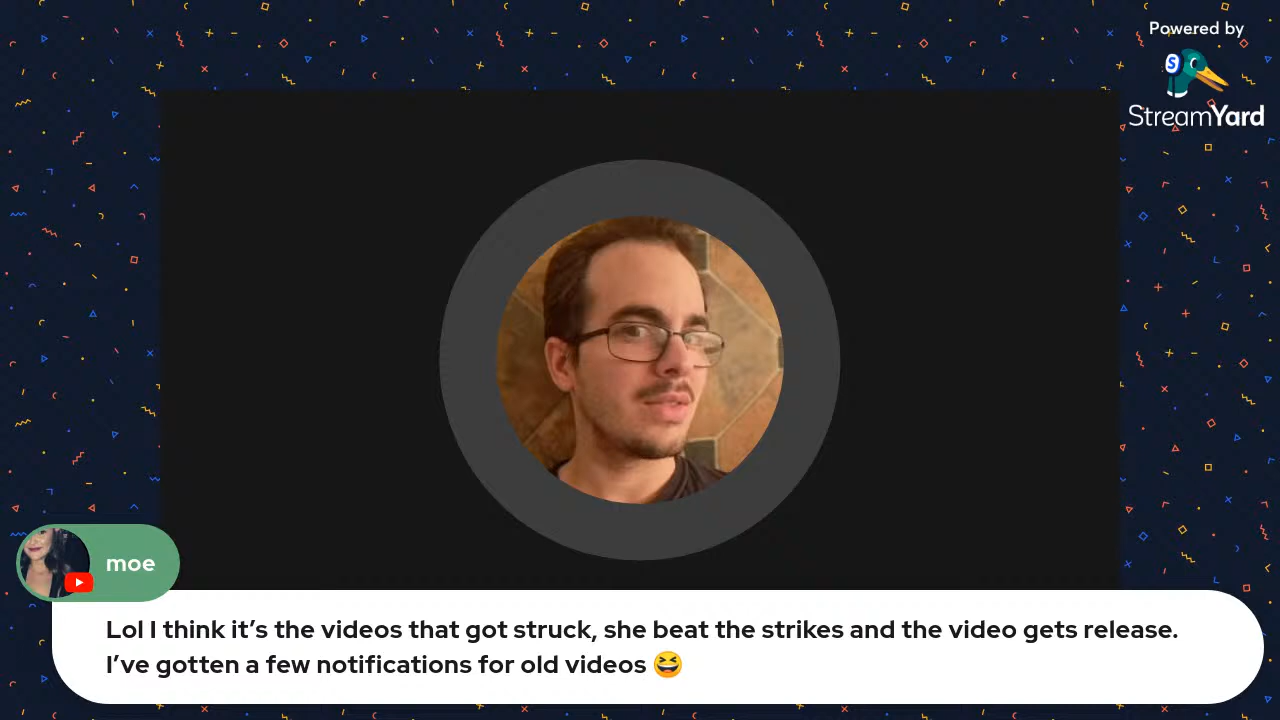 Powered by
StreamYard
moe
Lol I think it’s the videos that got struck, she beat the strikes and the video gets release.
I’ve gotten a few notifications for old videos 😆